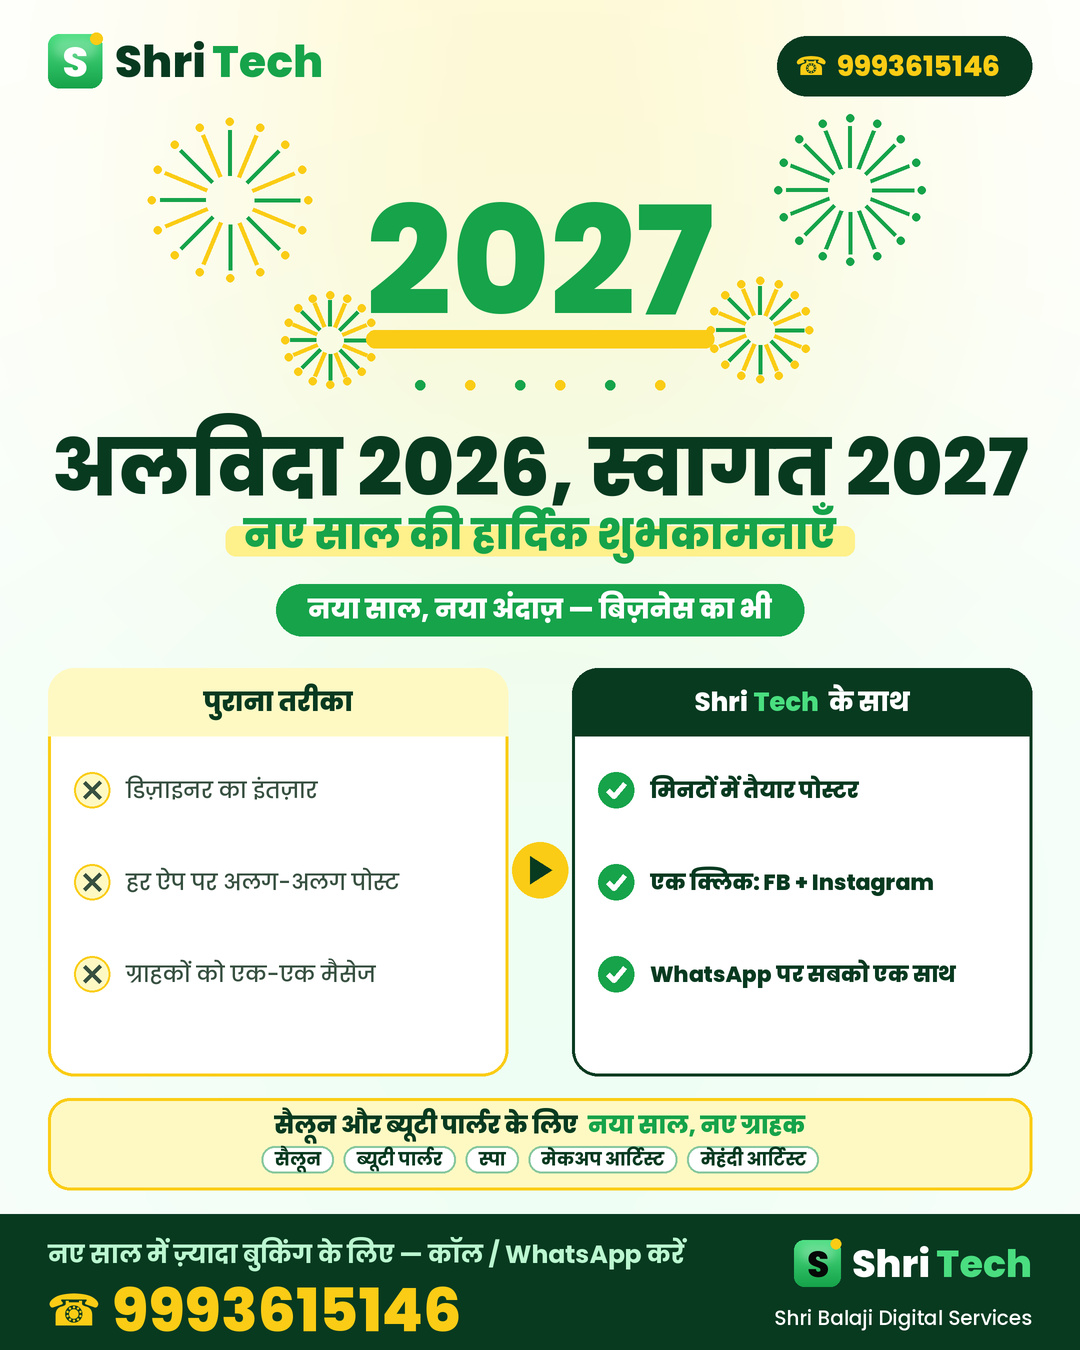 S Shri Tech
☎ 9993615146
2027
अलविदा 2026, स्वागत 2027
नए साल की हार्दिक शुभकामनाएँ
नया साल, नया अंदाज़ — बिज़नेस का भी
पुराना तरीका
डिज़ाइनर का इंतज़ार
हर ऐप पर अलग-अलग पोस्ट
ग्राहकों को एक-एक मैसेज
Shri Tech के साथ
मिनटों में तैयार पोस्टर
एक क्लिक: FB + Instagram
WhatsApp पर सबको एक साथ
सैलून और ब्यूटी पार्लर के लिए नया साल, नए ग्राहक
सैलून ब्यूटी पार्लर स्पा मेकअप आर्टिस्ट मेहंदी आर्टिस्ट
नए साल में ज़्यादा बुकिंग के लिए — कॉल / WhatsApp करें
☎ 9993615146
S Shri Tech
Shri Balaji Digital Services